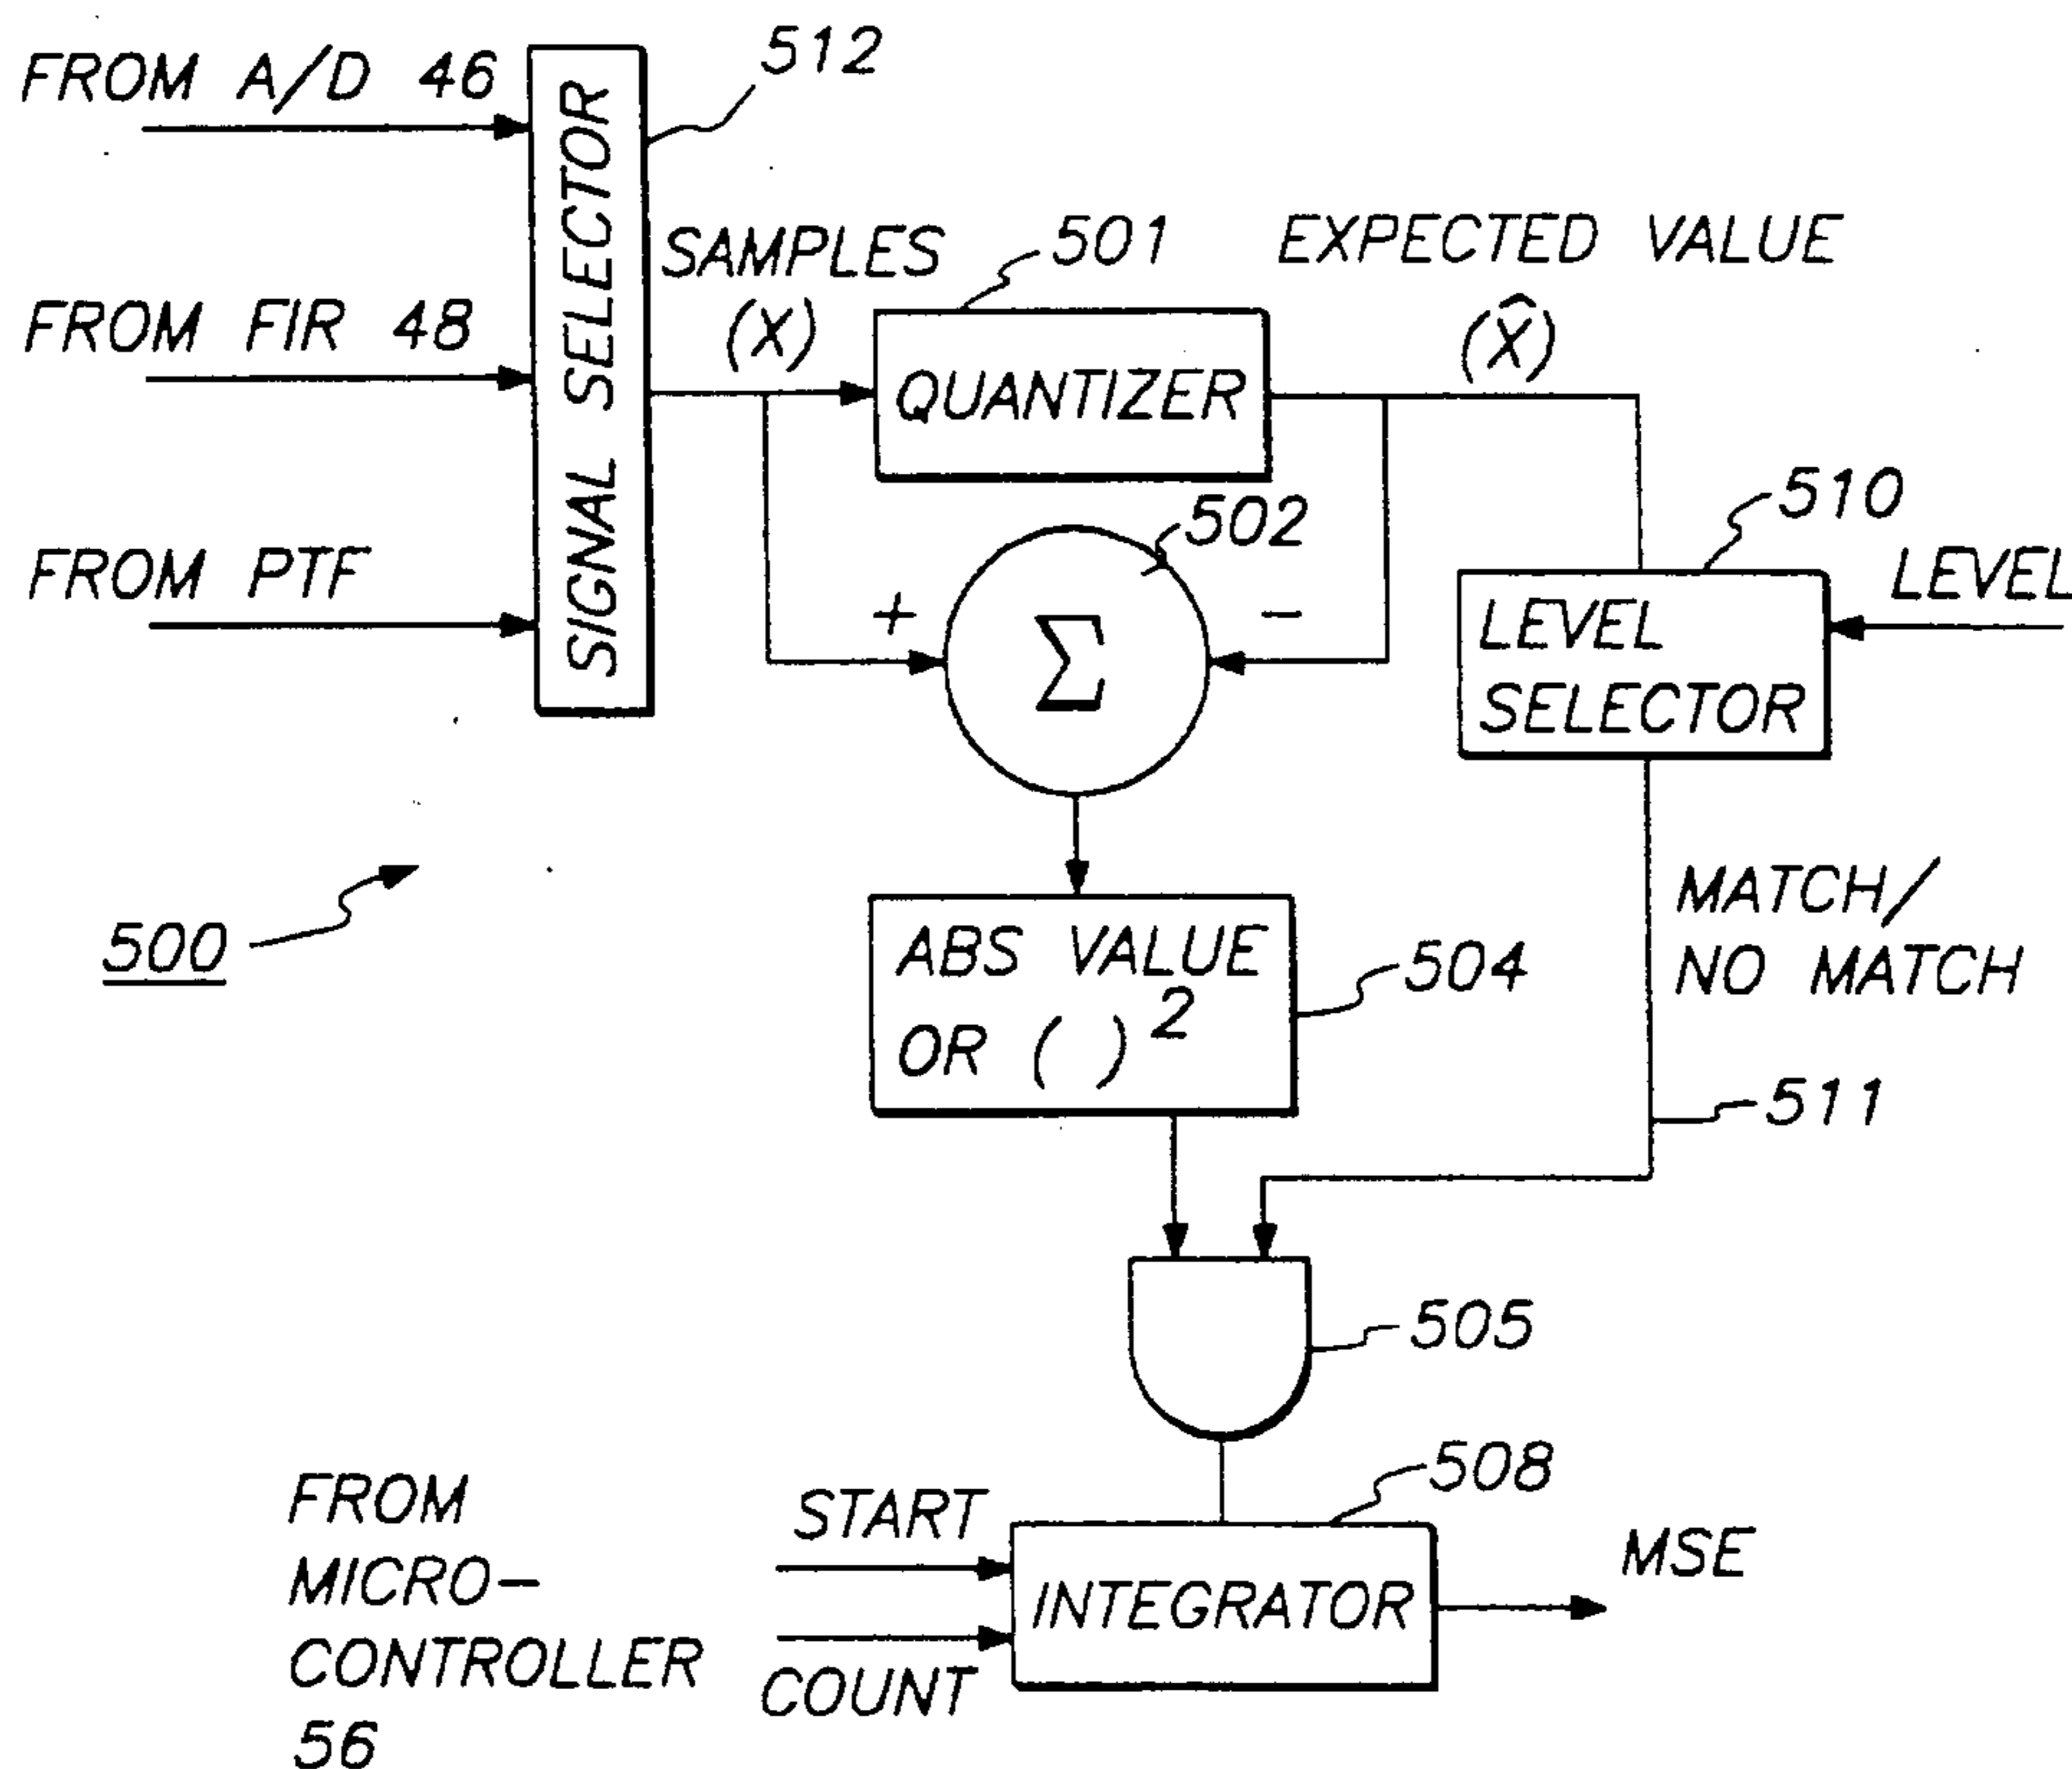 FROM A/D 46
512
SIGNAL SELECTOR
FROM FIR 48
FROM PTF
SAMPLES
(X)
501
EXPECTED VALUE
(X̂)
QUANTIZER
502
+
Σ
−
510
LEVEL
LEVEL
SELECTOR
500
ABS VALUE
OR ( )²
504
MATCH/
NO MATCH
511
505
508
FROM
MICRO-
CONTROLLER
56
START
COUNT
INTEGRATOR
MSE